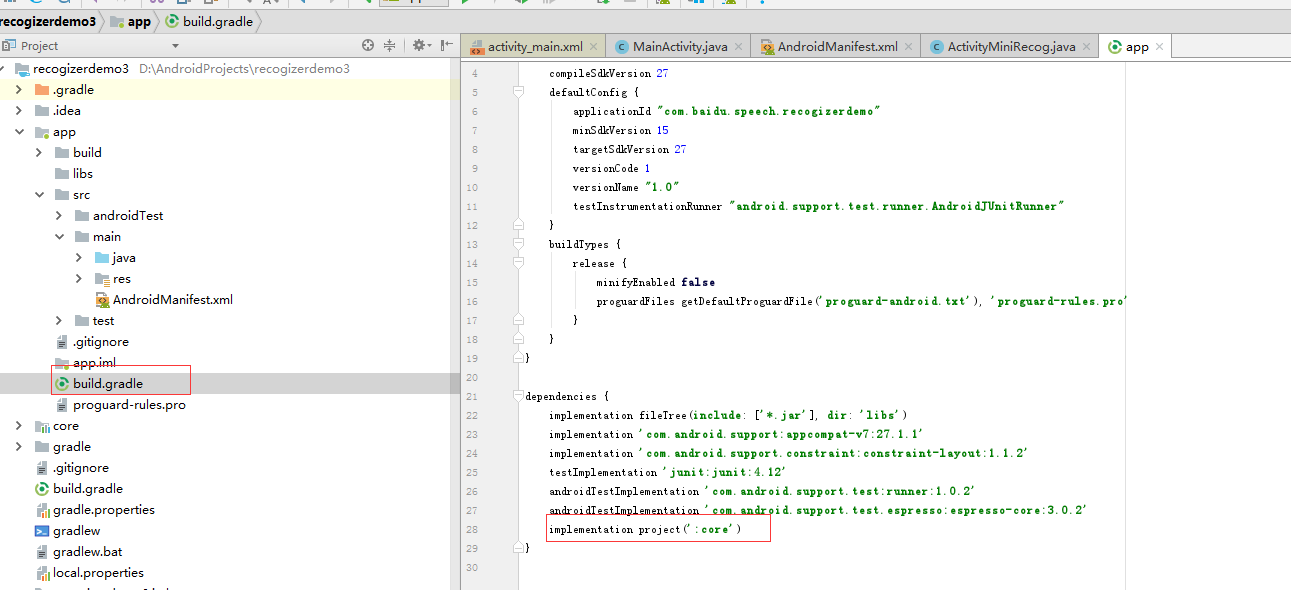 recogizerdemo3 app build.gradle
Project
activity_main.xml MainActivity.java AndroidManifest.xml ActivityMiniRecog.java app
recogizerdemo3 D:\AndroidProjects\recogizerdemo3
.gradle
.idea
app
build
libs
src
androidTest
main
java
res
AndroidManifest.xml
test
.gitignore
app.iml
build.gradle
proguard-rules.pro
core
gradle
.gitignore
build.gradle
gradle.properties
gradlew
gradlew.bat
local.properties
4 compileSdkVersion 27
5 defaultConfig {
6 applicationId "com.baidu.speech.recogizerdemo"
7 minSdkVersion 15
8 targetSdkVersion 27
9 versionCode 1
10 versionName "1.0"
11 testInstrumentationRunner "android.support.test.runner.AndroidJUnitRunner"
12 }
13 buildTypes {
14 release {
15 minifyEnabled false
16 proguardFiles getDefaultProguardFile('proguard-android.txt'), 'proguard-rules.pro'
17 }
18 }
19 }
20
21 dependencies {
22 implementation fileTree(include: ['*.jar'], dir: 'libs')
23 implementation 'com.android.support:appcompat-v7:27.1.1'
24 implementation 'com.android.support.constraint:constraint-layout:1.1.2'
25 testImplementation 'junit:junit:4.12'
26 androidTestImplementation 'com.android.support.test:runner:1.0.2'
27 androidTestImplementation 'com.android.support.test.espresso:espresso-core:3.0.2'
28 implementation project(':core')
29 }
30